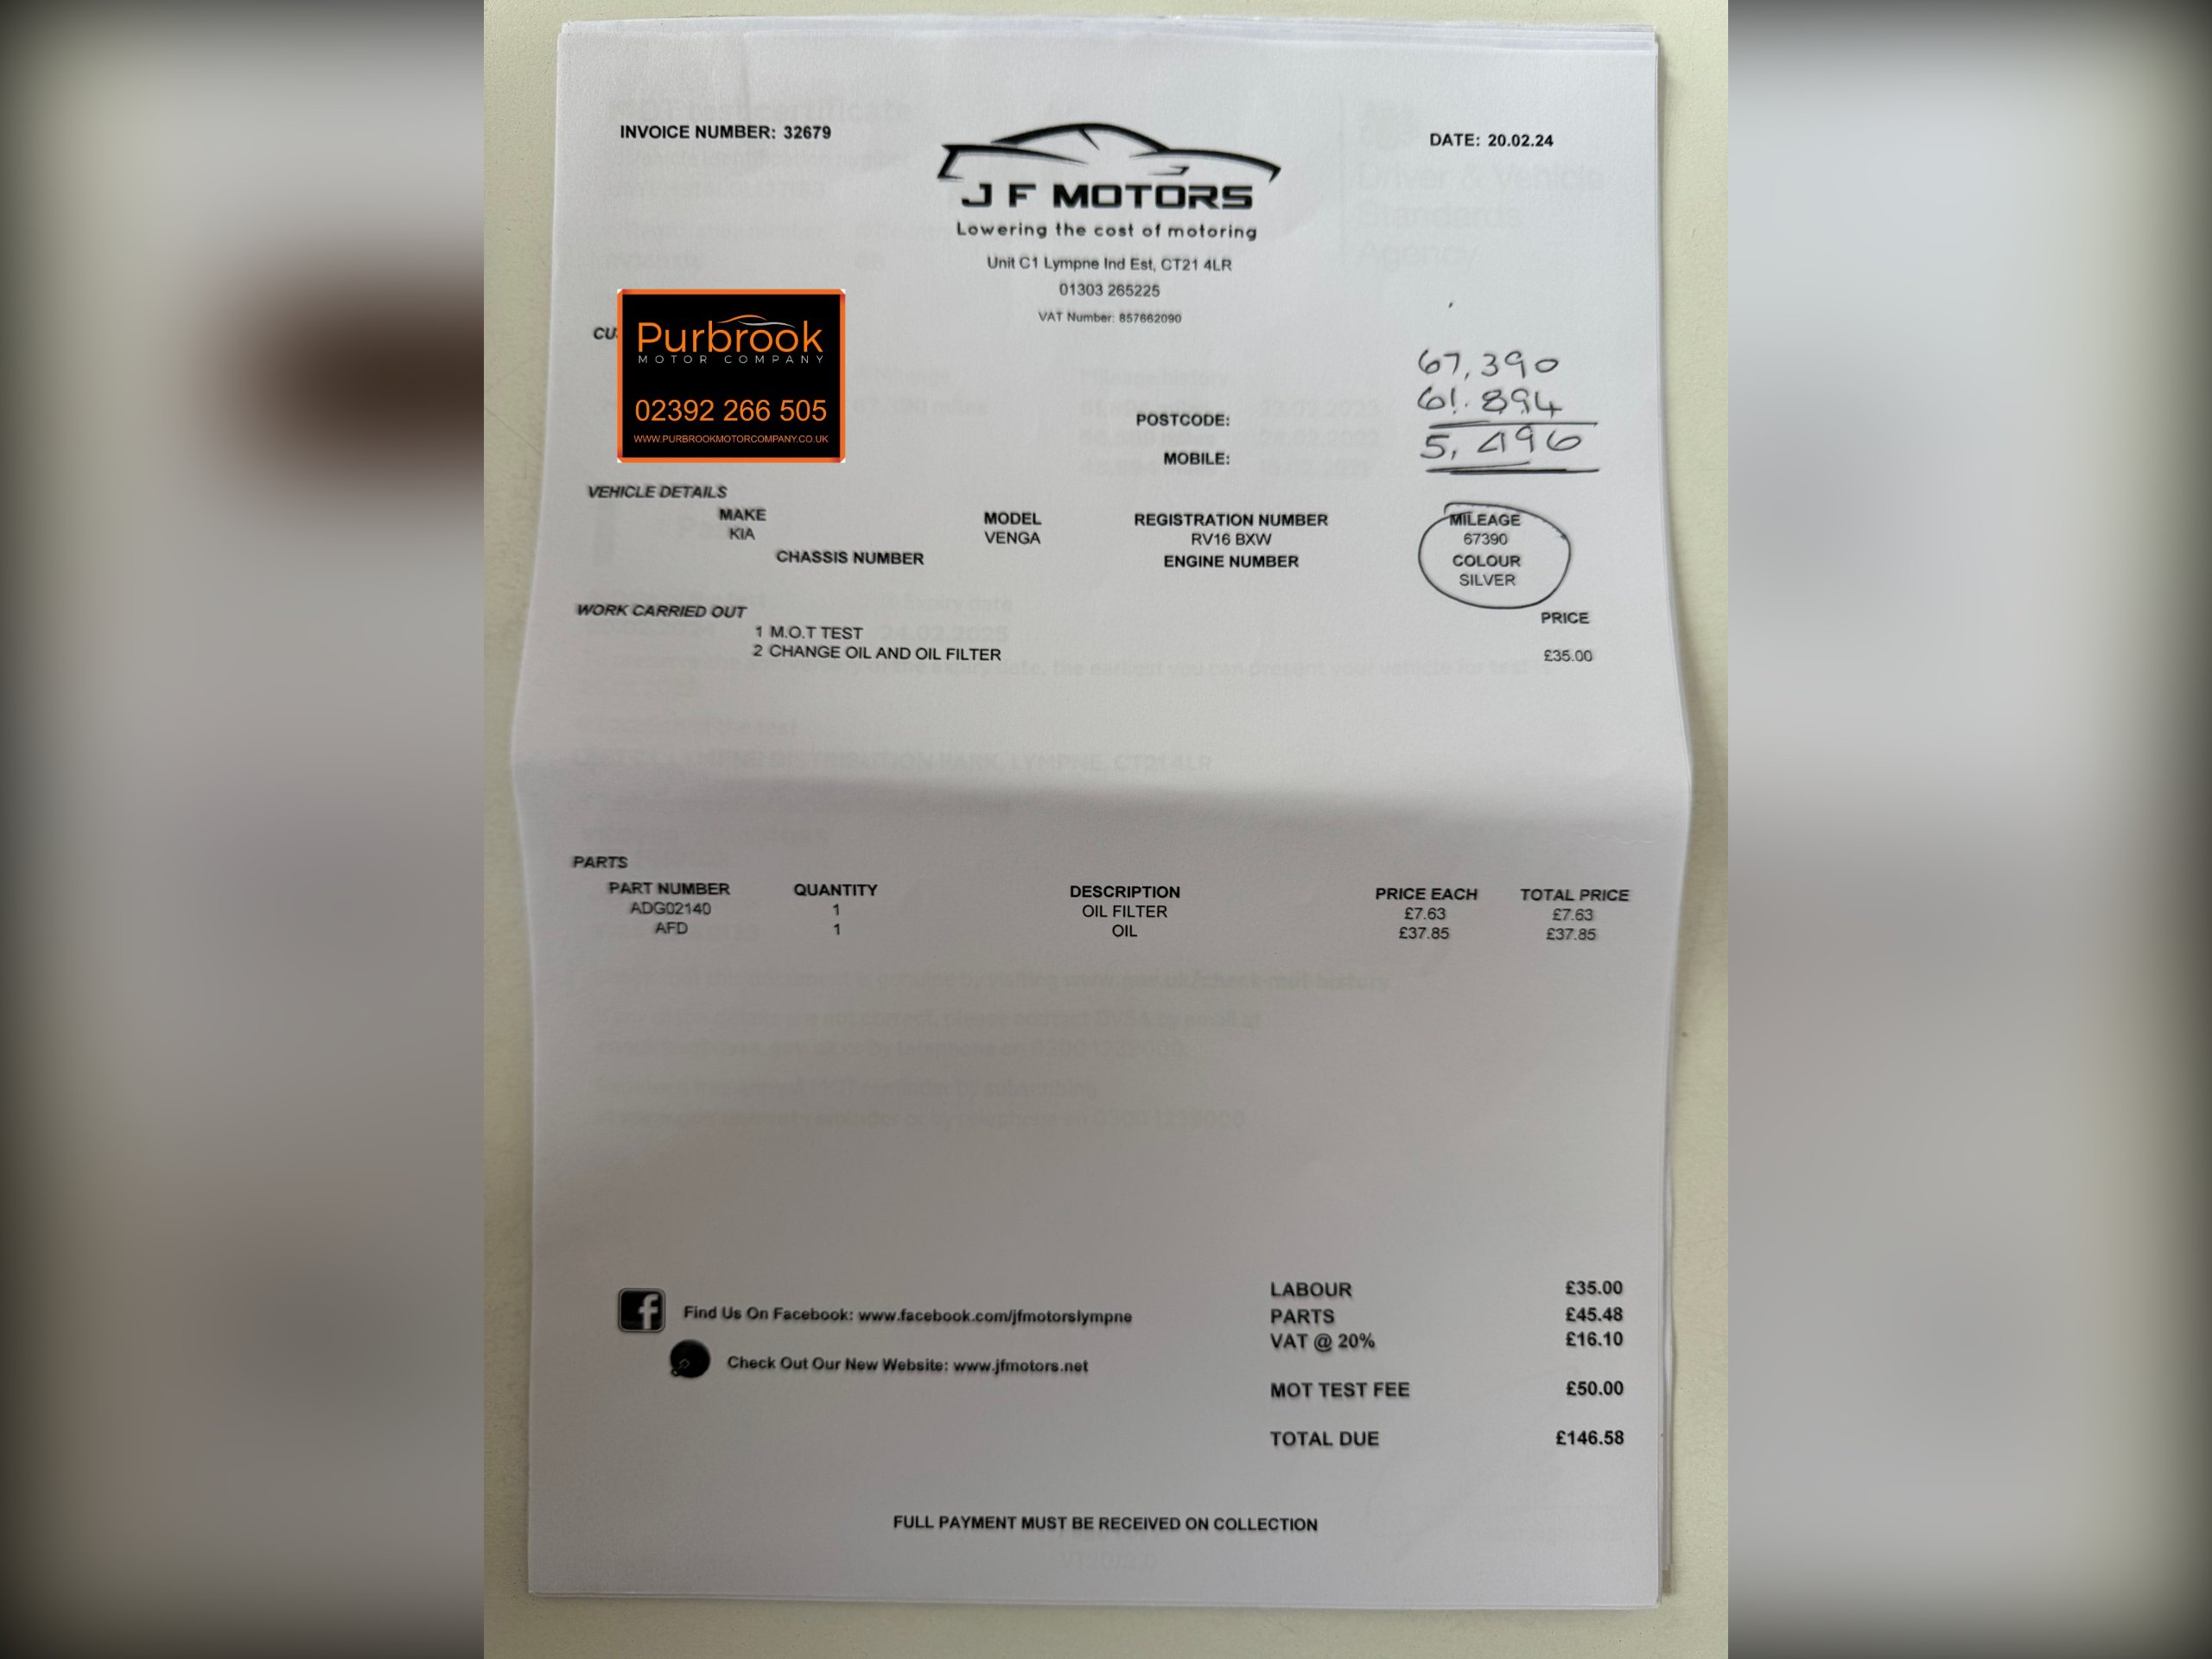 INVOICE NUMBER: 32679
DATE: 20.02.24
J F MOTORS
Lowering the cost of motoring
Unit C1 Lympne Ind Est, CT21 4LR
01303 265225
VAT Number: 857662090
Purbrook
MOTOR COMPANY
02392 266 505
WWW.PURBROOKMOTORCOMPANY.CO.UK
67,390
61.894
5,496
POSTCODE:
MOBILE:
VEHICLE DETAILS
MAKE MODEL REGISTRATION NUMBER MILEAGE
KIA VENGA RV16 BXW 67390
CHASSIS NUMBER ENGINE NUMBER COLOUR
SILVER
WORK CARRIED OUT PRICE
1 M.O.T TEST
2 CHANGE OIL AND OIL FILTER £35.00
PARTS
PART NUMBER QUANTITY DESCRIPTION PRICE EACH TOTAL PRICE
ADG02140 1 OIL FILTER £7.63 £7.63
AFD 1 OIL £37.85 £37.85
LABOUR £35.00
Find Us On Facebook: www.facebook.com/jfmotorslympne
PARTS £45.48
VAT @ 20% £16.10
Check Out Our New Website: www.jfmotors.net
MOT TEST FEE £50.00
TOTAL DUE £146.58
FULL PAYMENT MUST BE RECEIVED ON COLLECTION